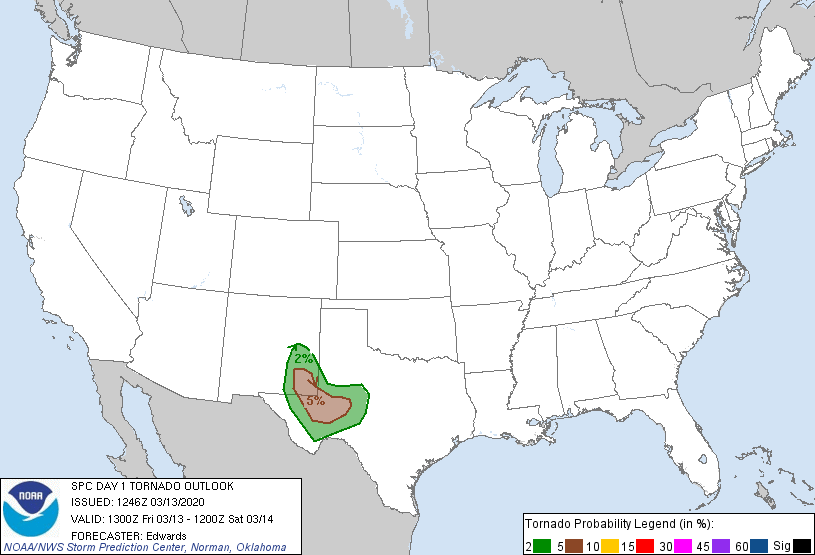 2%
5%
NOAA
SPC DAY 1 TORNADO OUTLOOK
ISSUED: 1246Z 03/13/2020
VALID: 1300Z Fri 03/13 - 1200Z Sat 03/14
FORECASTER: Edwards
NOAA/NWS Storm Prediction Center, Norman, Oklahoma
Tornado Probability Legend (in %):
2 5 10 15 30 45 60 Sig